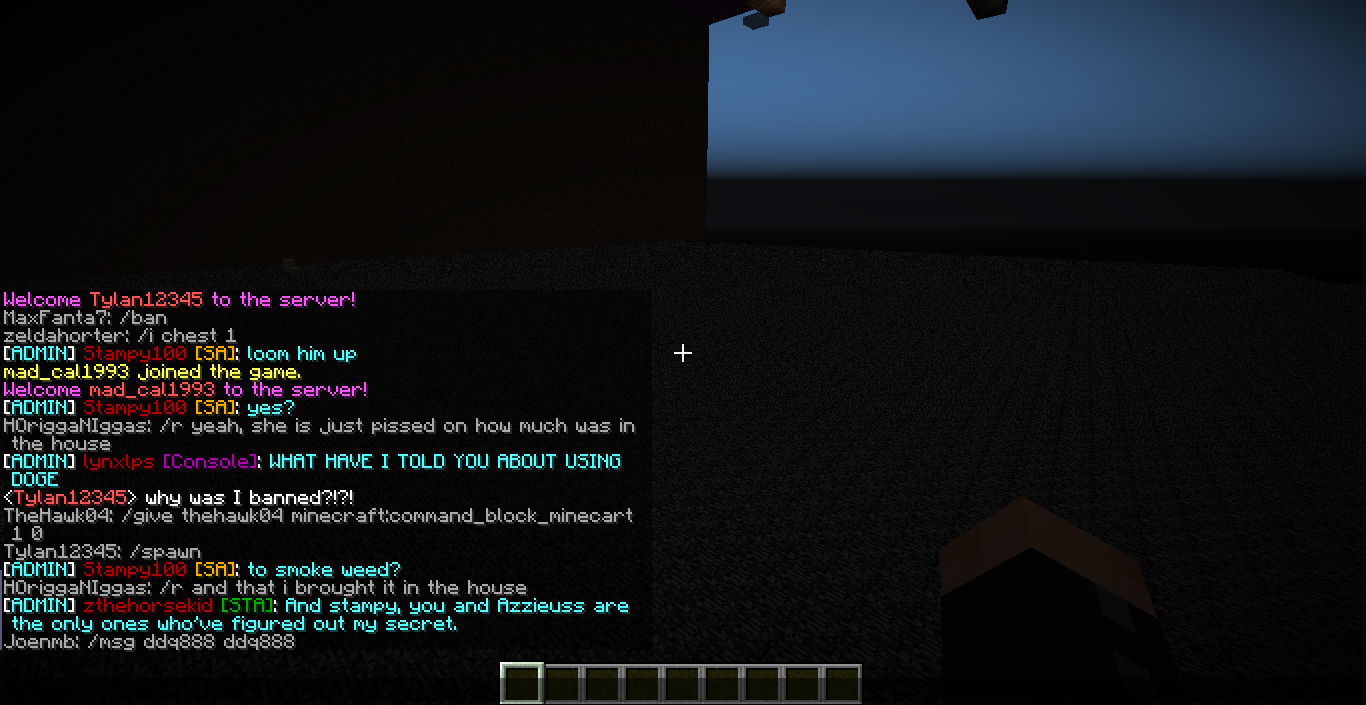 Welcome Tylan12345 to the server!
MaxFanta7: /ban
zeldahorter: /i chest 1
[ADMIN] Stampy100 [SA]: loom him up
mad_cal1993 joined the game.
Welcome mad_cal1993 to the server!
[ADMIN] Stampy100 [SA]: yes?
HOriggaNIggas: /r yeah, she is just pissed on how much was in
the house
[ADMIN] lynxlps [Console]: WHAT HAVE I TOLD YOU ABOUT USING
DOGE
<Tylan12345> why was I banned?!?!
TheHawk04: /give thehawk04 minecraft:command_block_minecart
1 0
Tylan12345: /spawn
[ADMIN] Stampy100 [SA]: to smoke weed?
HOriggaNIggas: /r and that i brought it in the house
[ADMIN] zthehorsekid [STA]: And stampy, you and Azzieuss are
the only ones who've figured out my secret.
Joenmb: /msg ddq888 ddq888